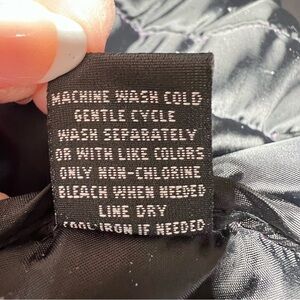 MACHINE WASH COLD
GENTLE CYCLE
WASH SEPARATELY
OR WITH LIKE COLORS
ONLY NON-CHLORINE
BLEACH WHEN NEEDED
LINE DRY
COOL IRON IF NEEDED